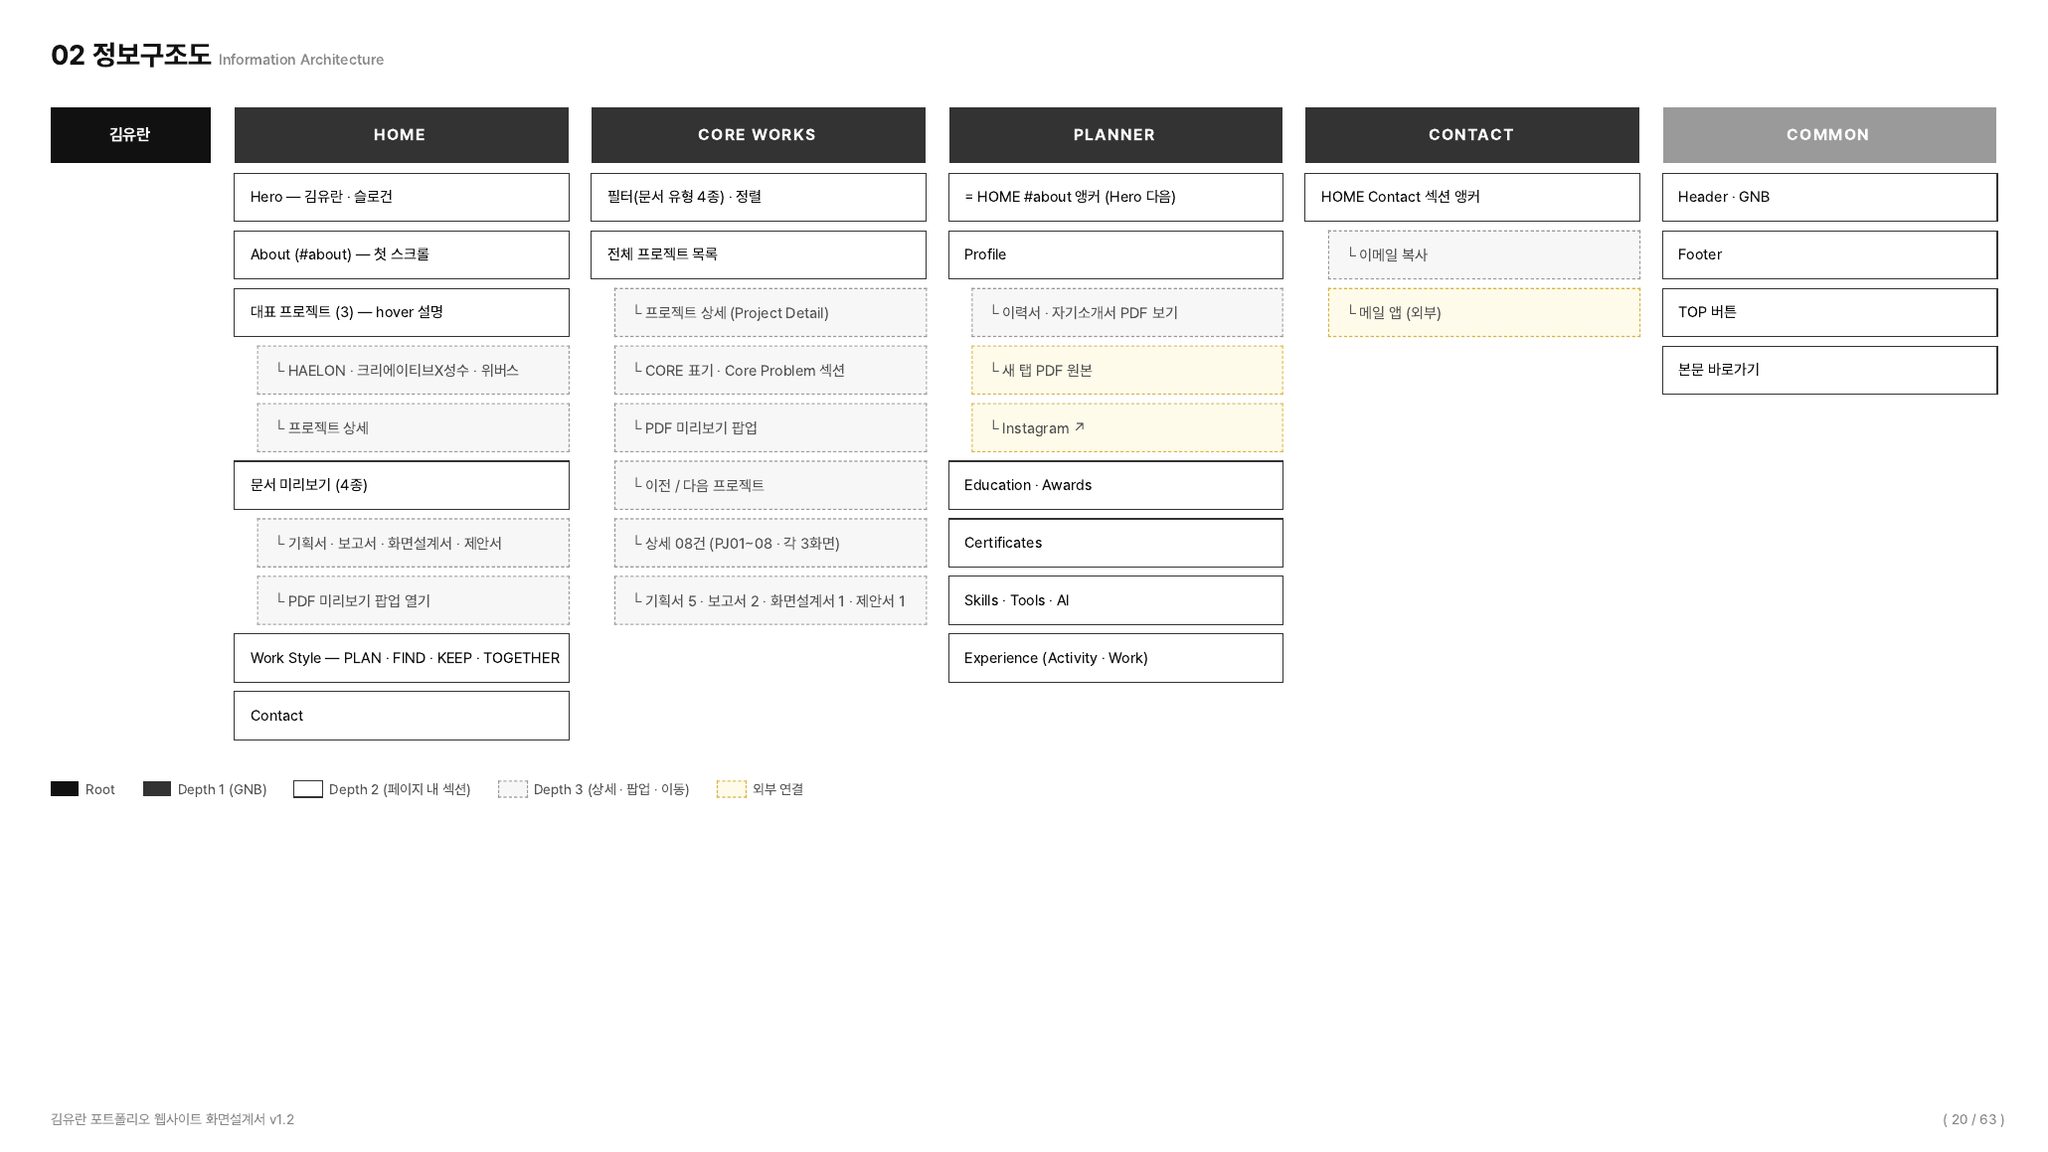 02 정보구조도 Information Architecture
김유란
HOME
CORE WORKS
PLANNER
CONTACT
COMMON
Hero — 김유란 · 슬로건
About (#about) — 첫 스크롤
대표 프로젝트 (3) — hover 설명
└ HAELON · 크리에이티브X성수 · 위버스
└ 프로젝트 상세
문서 미리보기 (4종)
└ 기획서 · 보고서 · 화면설계서 · 제안서
└ PDF 미리보기 팝업 열기
Work Style — PLAN · FIND · KEEP · TOGETHER
Contact
필터(문서 유형 4종) · 정렬
전체 프로젝트 목록
└ 프로젝트 상세 (Project Detail)
└ CORE 표기 · Core Problem 섹션
└ PDF 미리보기 팝업
└ 이전 / 다음 프로젝트
└ 상세 08건 (PJ01~08 · 각 3화면)
└ 기획서 5 · 보고서 2 · 화면설계서 1 · 제안서 1
= HOME #about 앵커 (Hero 다음)
Profile
└ 이력서 · 자기소개서 PDF 보기
└ 새 탭 PDF 원본
└ Instagram ↗
Education · Awards
Certificates
Skills · Tools · AI
Experience (Activity · Work)
HOME Contact 섹션 앵커
└ 이메일 복사
└ 메일 앱 (외부)
Header · GNB
Footer
TOP 버튼
본문 바로가기
Root
Depth 1 (GNB)
Depth 2 (페이지 내 섹션)
Depth 3 (상세 · 팝업 · 이동)
외부 연결
김유란 포트폴리오 웹사이트 화면설계서 v1.2
( 20 / 63 )